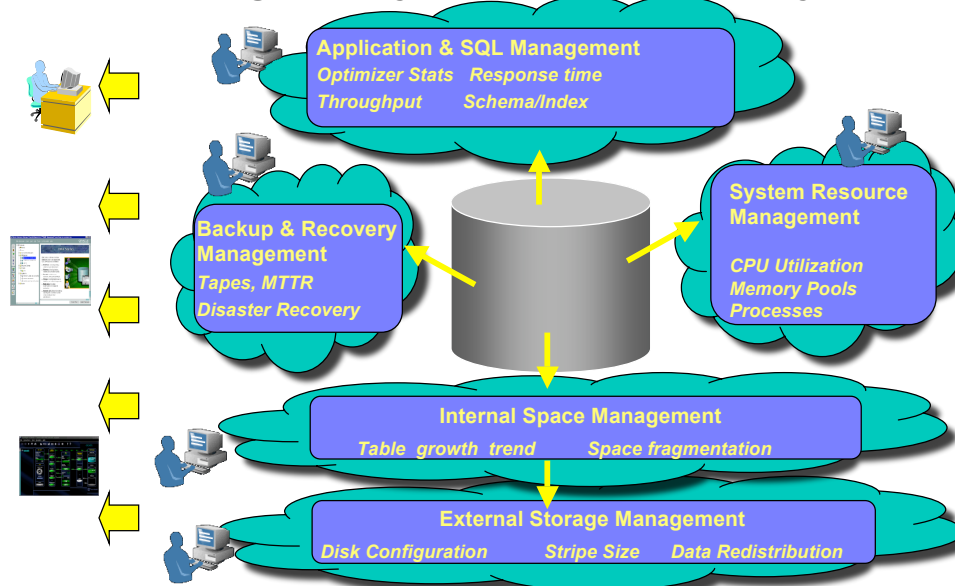 Application & SQL Management
Optimizer Stats Response time
Throughput Schema/Index
System Resource
Management
CPU Utilization
Memory Pools
Processes
Backup & Recovery
Management
Tapes, MTTR
Disaster Recovery
Internal Space Management
Table growth trend Space fragmentation
External Storage Management
Disk Configuration Stripe Size Data Redistribution